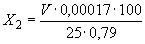 X₂ = V · 0,00017 · 100 / 25 · 0,79